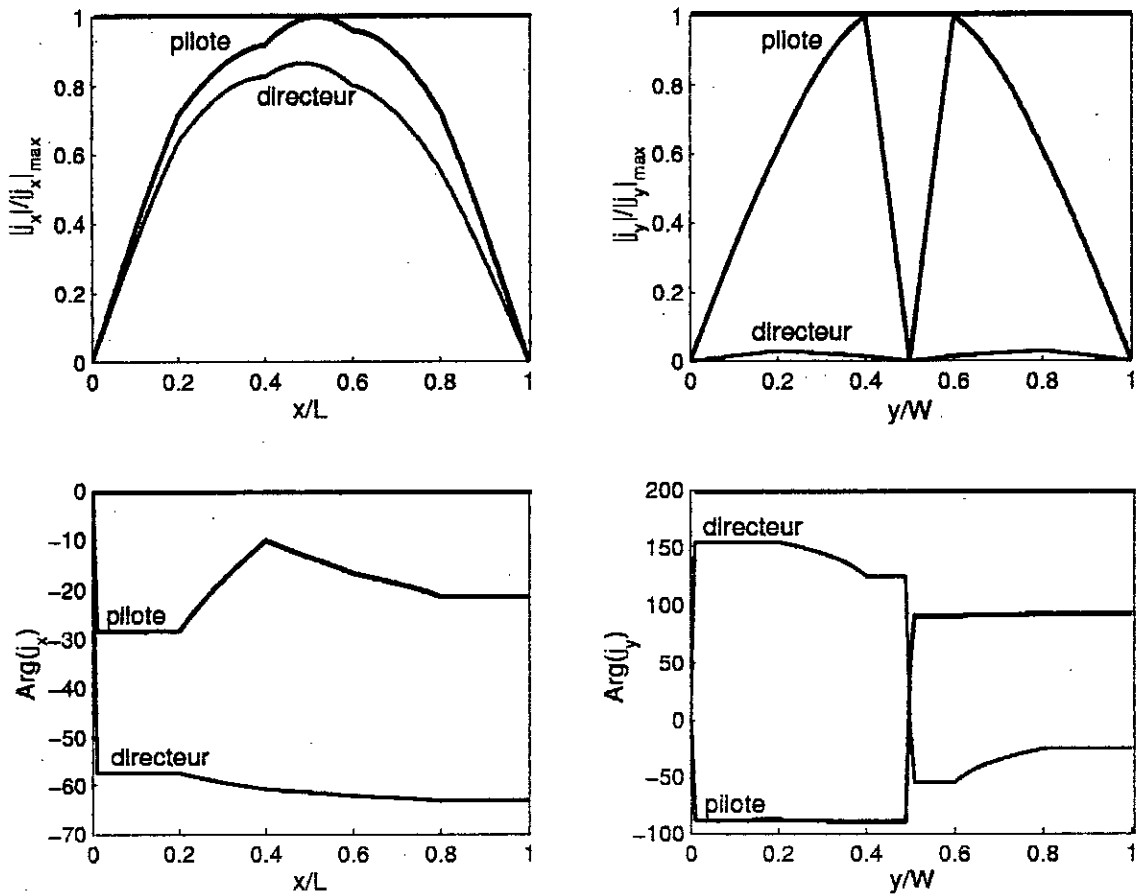 1
0.8
0.6
0.4
0.2
0
0 0.2 0.4 0.6 0.8 1
|j_x|/|j_x|_max
x/L
pilote
directeur
1
0.8
0.6
0.4
0.2
0
0 0.2 0.4 0.6 0.8 1
|j_y|/|j_y|_max
y/W
pilote
directeur
0
-10
-20
-30
-40
-50
-60
-70
0 0.2 0.4 0.6 0.8 1
Arg(j_x)
x/L
pilote
directeur
200
150
100
50
0
-50
-100
0 0.2 0.4 0.6 0.8 1
Arg(j_y)
y/W
directeur
pilote